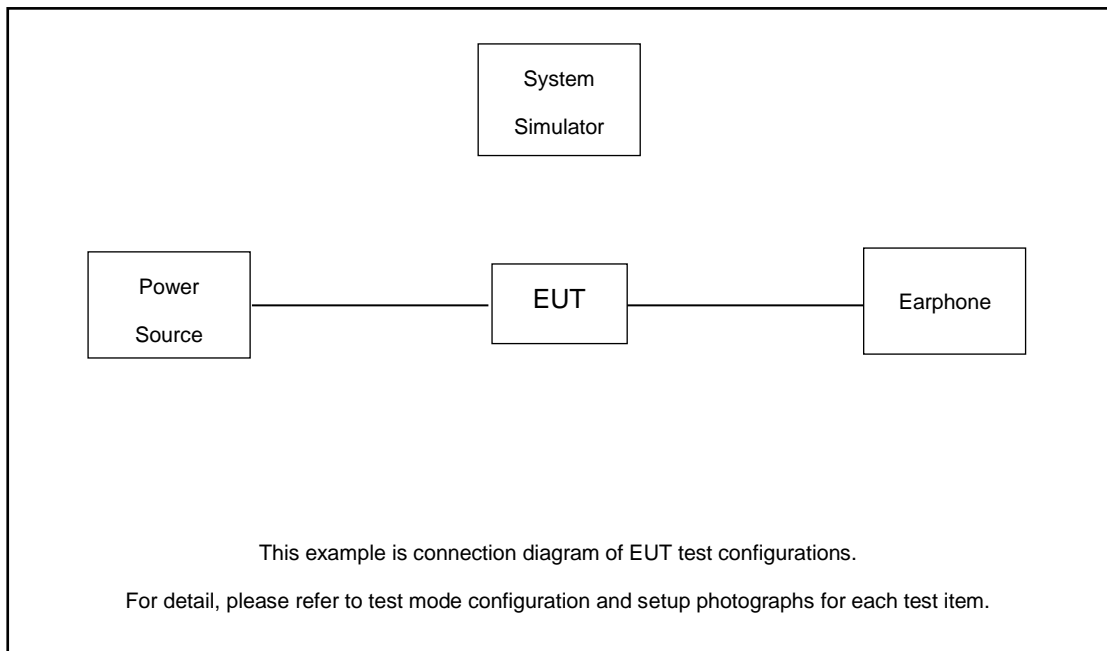 System
Simulator
Power
Source
EUT
Earphone
This example is connection diagram of EUT test configurations.
For detail, please refer to test mode configuration and setup photographs for each test item.